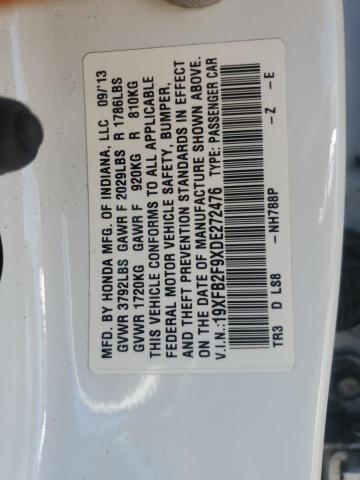 MFD. BY HONDA MFG. OF INDIANA, LLC 09/'13
GVWR 3792LBS GAWR F 2029LBS R 1786LBS
GVWR 1720KG GAWR F 920KG R 810KG
THIS VEHICLE CONFORMS TO ALL APPLICABLE
FEDERAL MOTOR VEHICLE SAFETY, BUMPER,
AND THEFT PREVENTION STANDARDS IN EFFECT
ON THE DATE OF MANUFACTURE SHOWN ABOVE.
V.I.N.:19XFB2F9XDE272476 TYPE: PASSENGER CAR
TR3 D LS8 -NH788P -Z -E